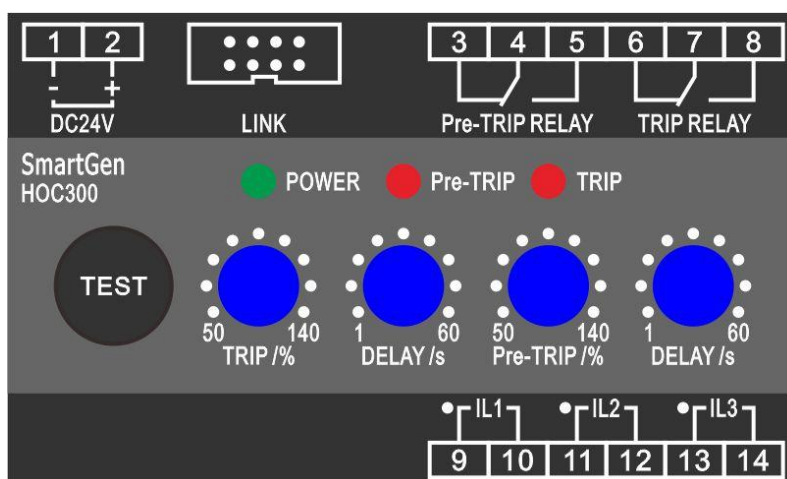 1 2 3 4 5 6 7 8
- +
DC24V LINK Pre-TRIP RELAY TRIP RELAY
SmartGen
HOC300
POWER Pre-TRIP TRIP
TEST
50 140 1 60 50 140 1 60
TRIP /% DELAY /s Pre-TRIP /% DELAY /s
IL1 IL2 IL3
9 10 11 12 13 14